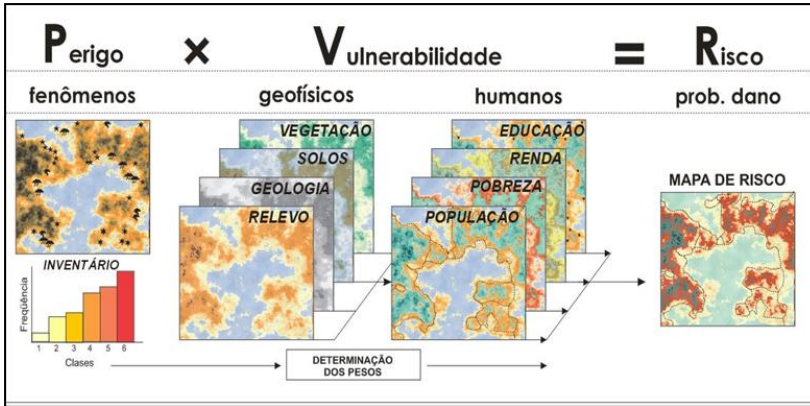 Perigo × Vulnerabilidade = Risco
fenômenos geofísicos humanos prob. dano
VEGETAÇÃO
SOLOS
GEOLOGIA
RELEVO
EDUCAÇÃO
RENDA
POBREZA
POPULAÇÃO
MAPA DE RISCO
INVENTÁRIO
Freqüência
1 2 3 4 5 6
Clases
DETERMINAÇÃO
DOS PESOS